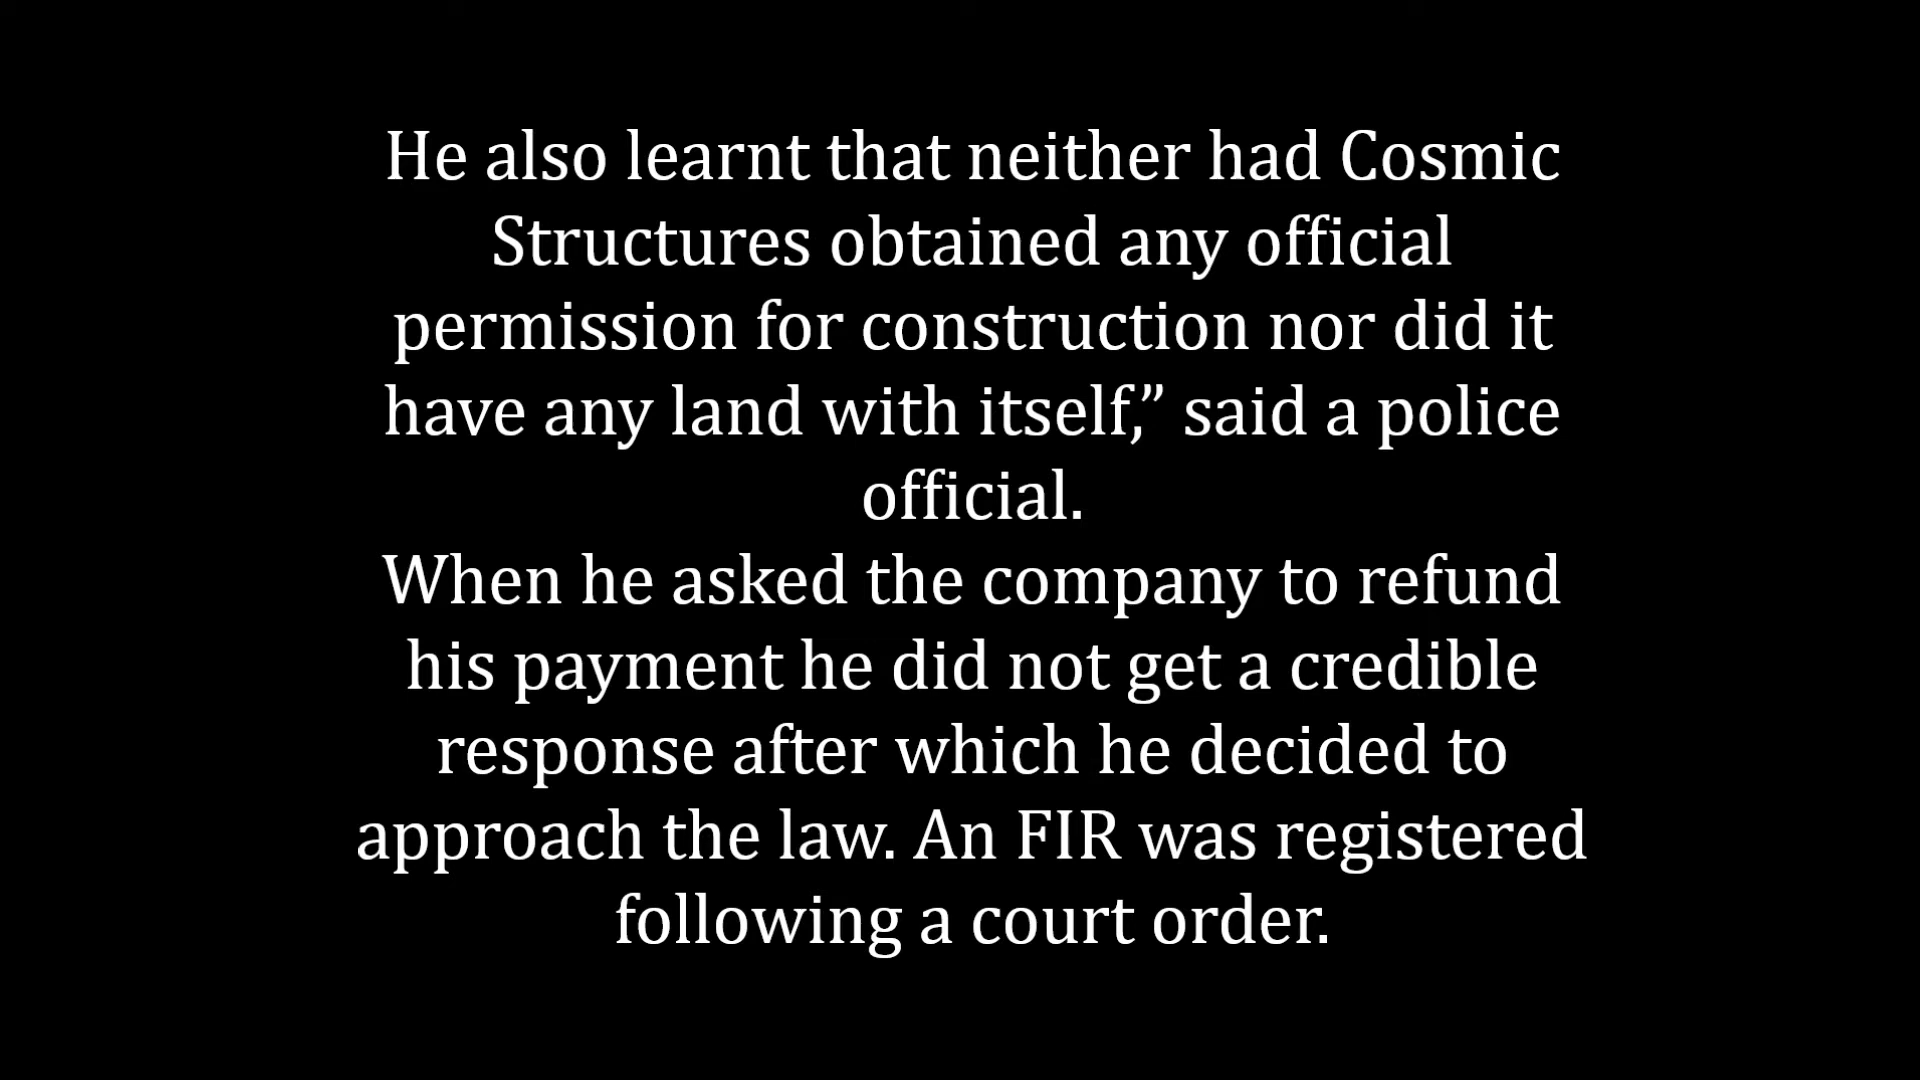 He also learnt that neither had Cosmic
Structures obtained any official
permission for construction nor did it
have any land with itself,” said a police
official.
When he asked the company to refund
his payment he did not get a credible
response after which he decided to
approach the law. An FIR was registered
following a court order.